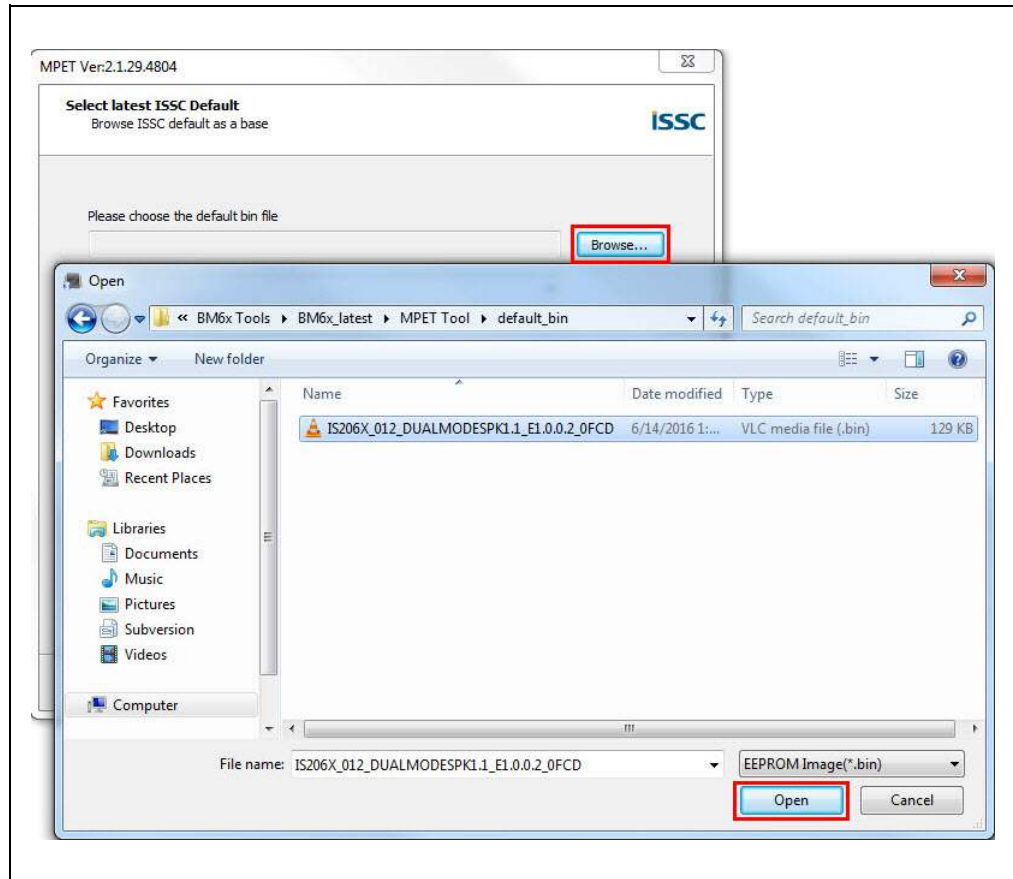 MPET Ver:2.1.29.4804
Select latest ISSC Default
Browse ISSC default as a base
ISSC
Please choose the default bin file
Browse...
Open
« BM6x Tools ▸ BM6x_latest ▸ MPET Tool ▸ default_bin
Search default_bin
Organize
New folder
Name
Date modified
Type
Size
Favorites
Desktop
Downloads
Recent Places
Libraries
Documents
Music
Pictures
Subversion
Videos
Computer
IS206X_012_DUALMODESPK1.1_E1.0.0.2_0FCD
6/14/2016 1:...
VLC media file (.bin)
129 KB
File name:
IS206X_012_DUALMODESPK1.1_E1.0.0.2_0FCD
EEPROM Image(*.bin)
Open
Cancel